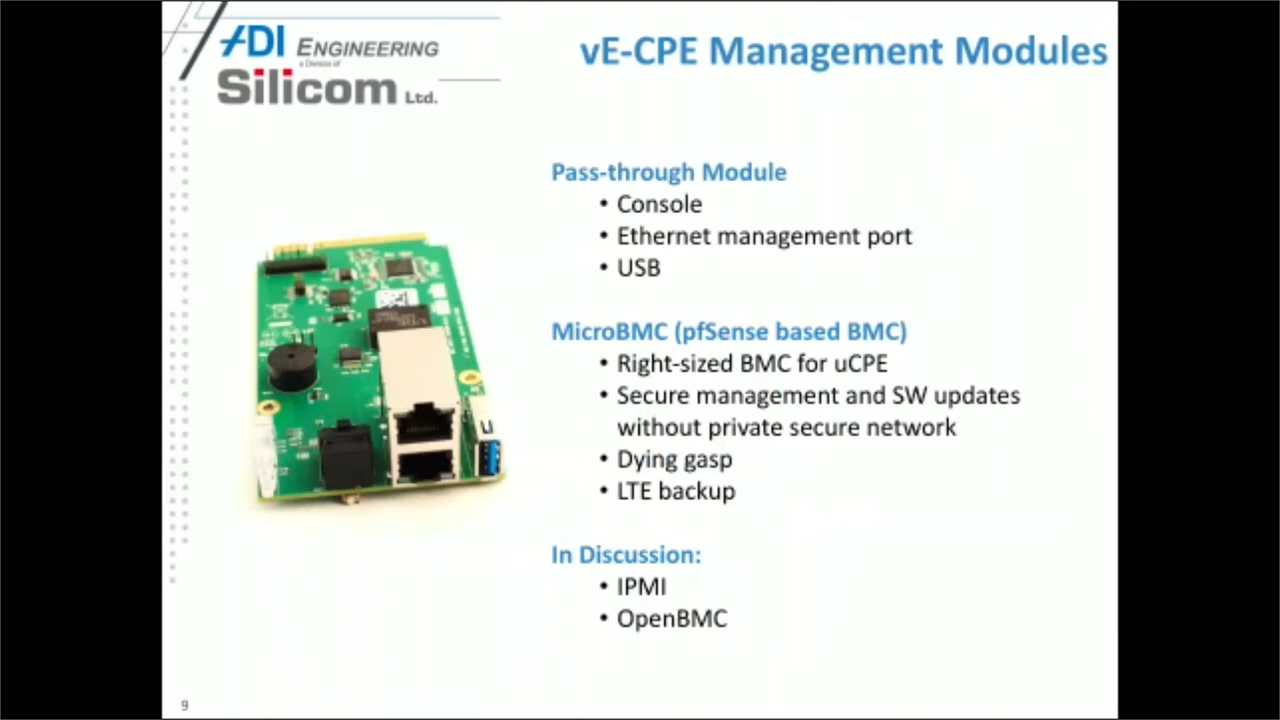 ADI ENGINEERING
a Division of
Silicom Ltd.
vE-CPE Management Modules
Pass-through Module
• Console
• Ethernet management port
• USB
MicroBMC (pfSense based BMC)
• Right-sized BMC for uCPE
• Secure management and SW updates
without private secure network
• Dying gasp
• LTE backup
In Discussion:
• IPMI
• OpenBMC
9